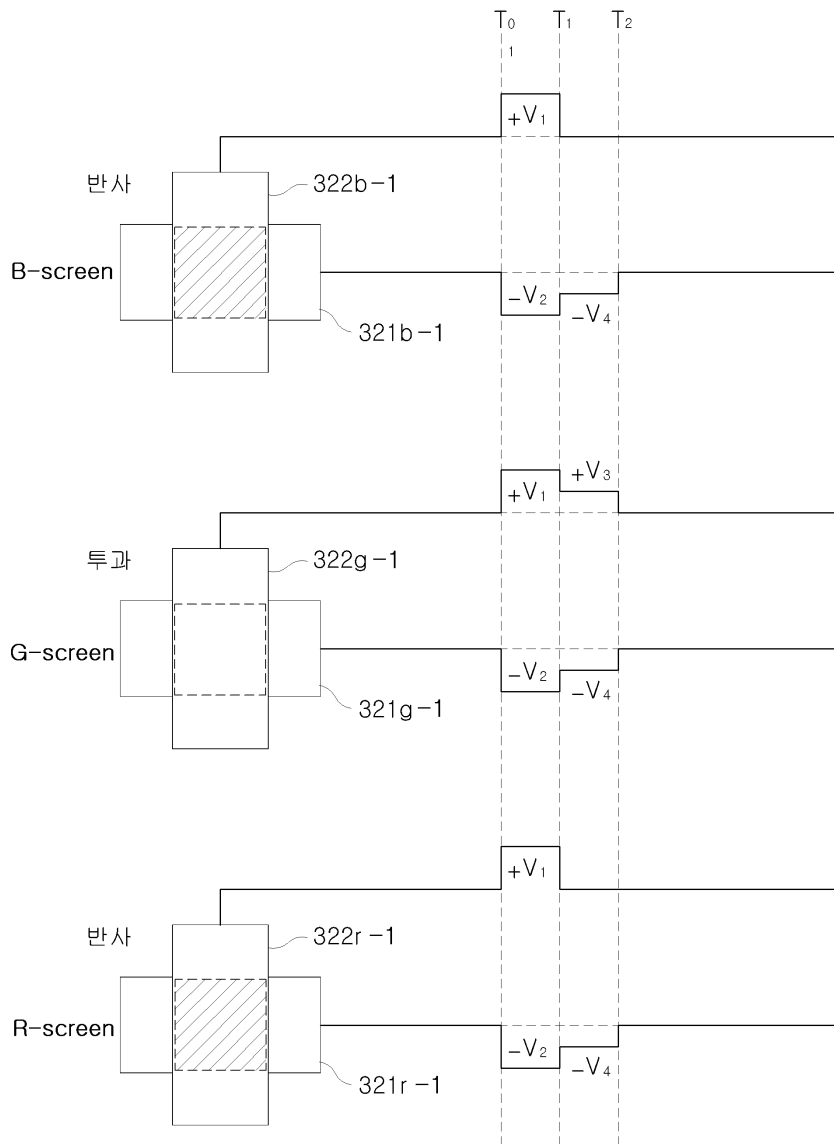 T0 T1 T2
1
+V1
반사
322b-1
B-screen
-V2
-V4
321b-1
+V1
+V3
투과
322g-1
G-screen
-V2
-V4
321g-1
+V1
반사
322r-1
R-screen
-V2
-V4
321r-1